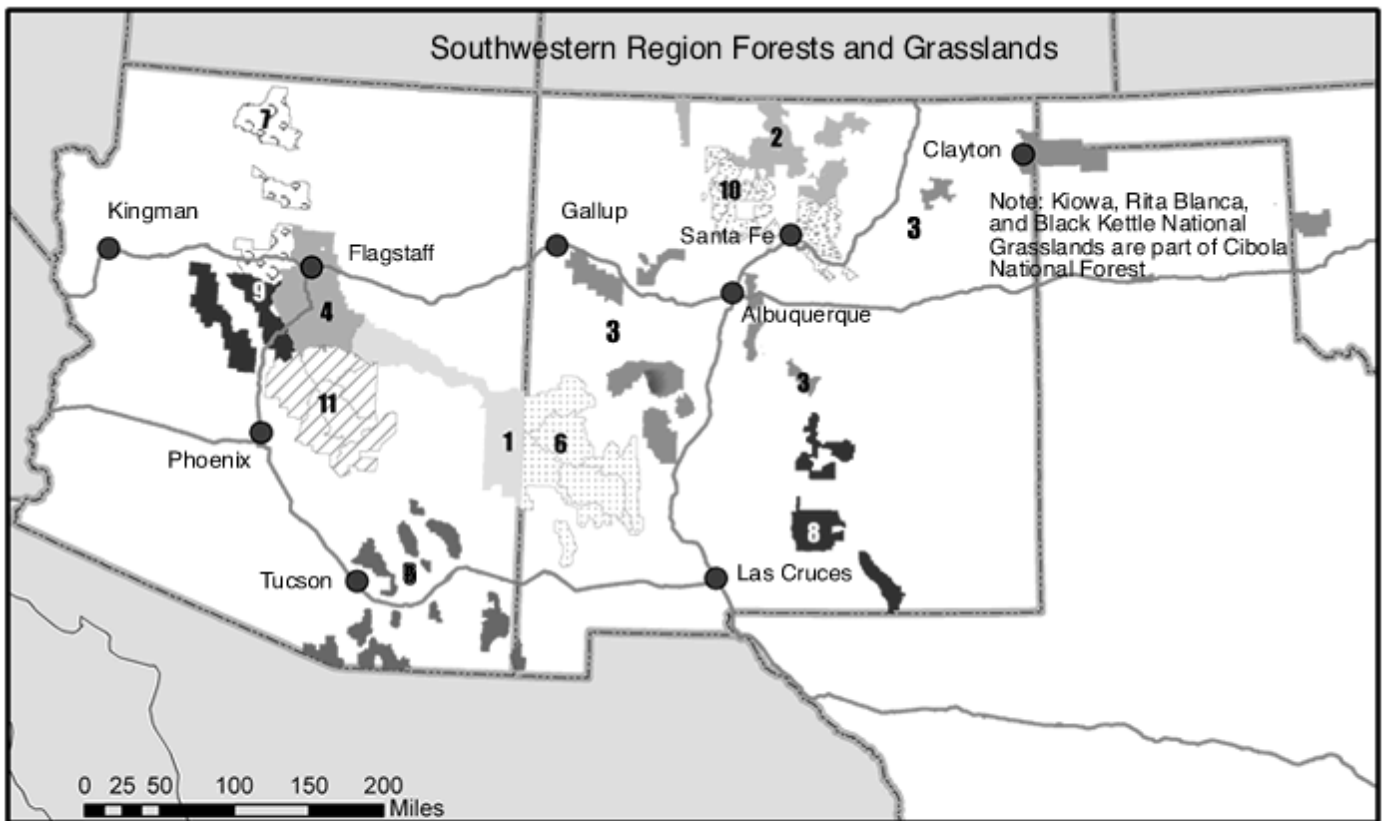 Southwestern Region Forests and Grasslands
7
2
Clayton
10
Kingman
Gallup
Note: Kiowa, Rita Blanca,
and Black Kettle National
Grasslands are part of Cibola
National Forest
Santa Fe
3
Flagstaff
9
4
Albuquerque
3
3
11
1
6
Phoenix
8
Tucson
5
Las Cruces
0 25 50 100 150 200
Miles